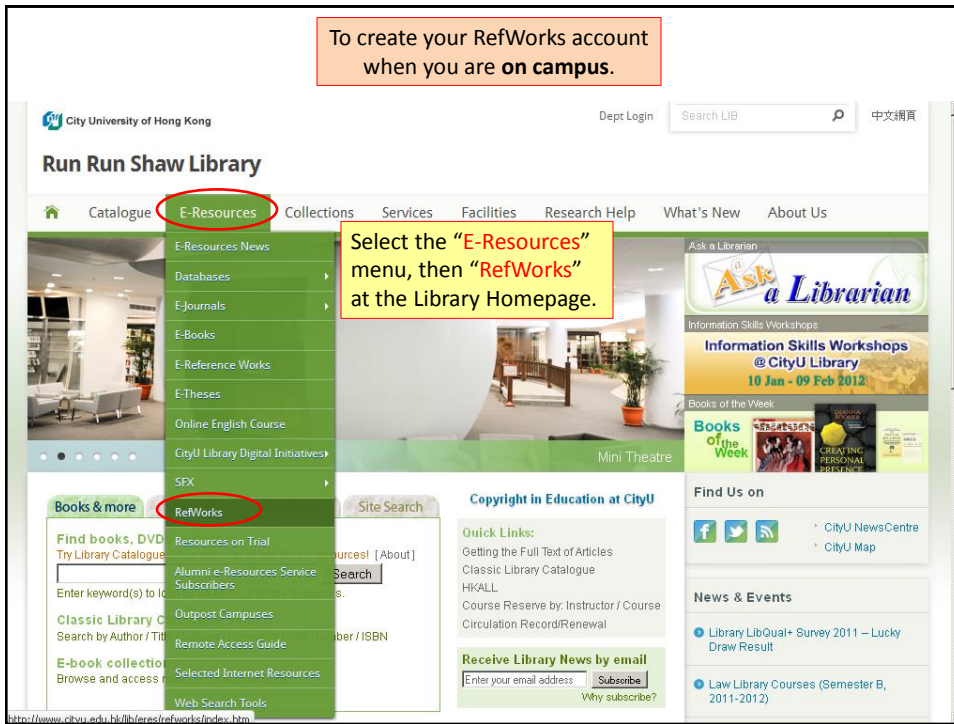 To create your RefWorks account
when you are on campus.
City University of Hong Kong
Dept Login
Search LIB
中文網頁
Run Run Shaw Library
Catalogue
E-Resources
Collections
Services
Facilities
Research Help
What's New
About Us
E-Resources News
Databases
E-Journals
E-Books
E-Reference Works
E-Theses
Online English Course
CityU Library Digital Initiatives
SFX
RefWorks
Resources on Trial
Alumni e-Resources Service
Subscribers
Outpost Campuses
Remote Access Guide
Selected Internet Resources
Web Search Tools
Select the "E-Resources"
menu, then "RefWorks"
at the Library Homepage.
Mini Theatre
Ask a Librarian
Ask
a Librarian
Information Skills Workshops
Information Skills Workshops
@ CityU Library
10 Jan - 09 Feb 2012
Books of the Week
Books
of the
Week
DIANNA
BOOHER
CREATING
PERSONAL
PRESENCE
Books & more
Site Search
Find books, DVD
Try Library Catalogue
[About]
Search
Enter keyword(s) to
Classic Library C
Search by Author / Tit
/ ISBN
E-book collection
Browse and access
Copyright in Education at CityU
Quick Links:
Getting the Full Text of Articles
Classic Library Catalogue
HKALL
Course Reserve by: Instructor / Course
Circulation Record/Renewal
Receive Library News by email
Enter your email address
Subscribe
Why subscribe?
Find Us on
CityU NewsCentre
CityU Map
News & Events
Library LibQual+ Survey 2011 – Lucky
Draw Result
Law Library Courses (Semester B,
2011-2012)
http://www.cityu.edu.hk/lib/eres/refworks/index.htm